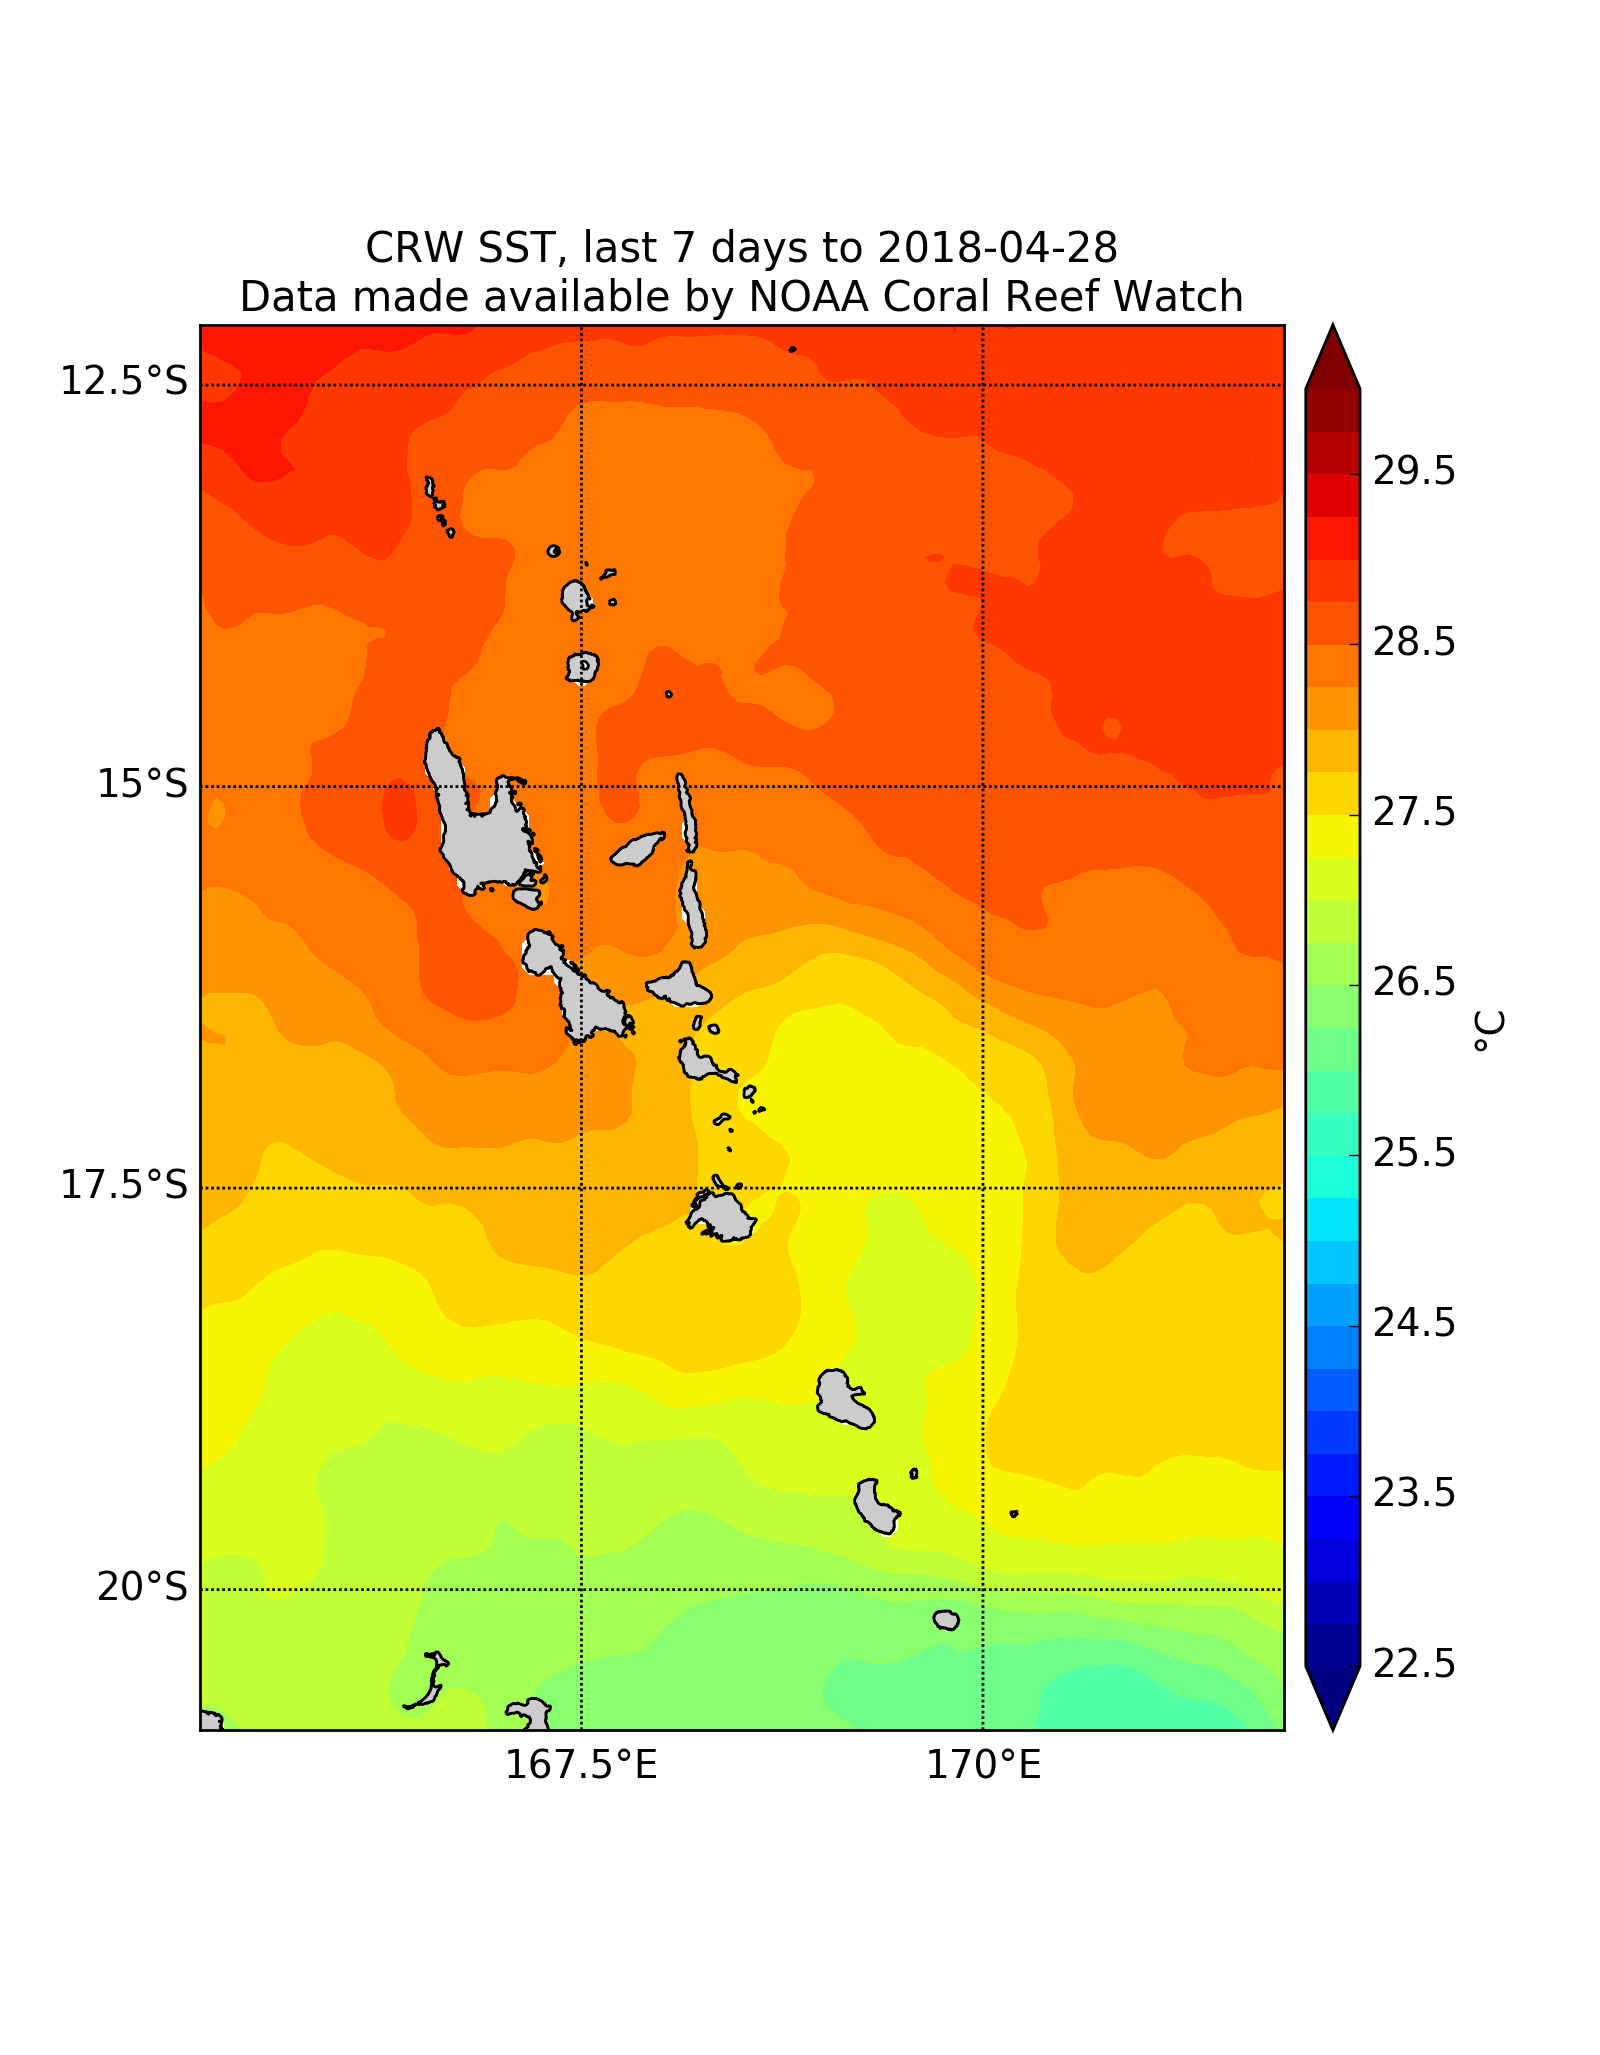 CRW SST, last 7 days to 2018-04-28
Data made available by NOAA Coral Reef Watch
12.5°S
15°S
17.5°S
20°S
167.5°E
170°E
29.5
28.5
27.5
26.5
25.5
24.5
23.5
22.5
°C